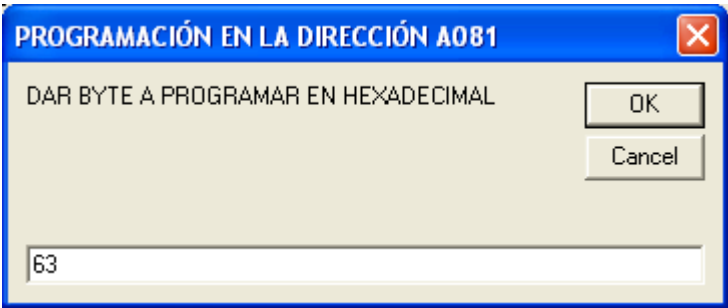 PROGRAMACIÓN EN LA DIRECCIÓN A081
DAR BYTE A PROGRAMAR EN HEXADECIMAL
OK
Cancel
63